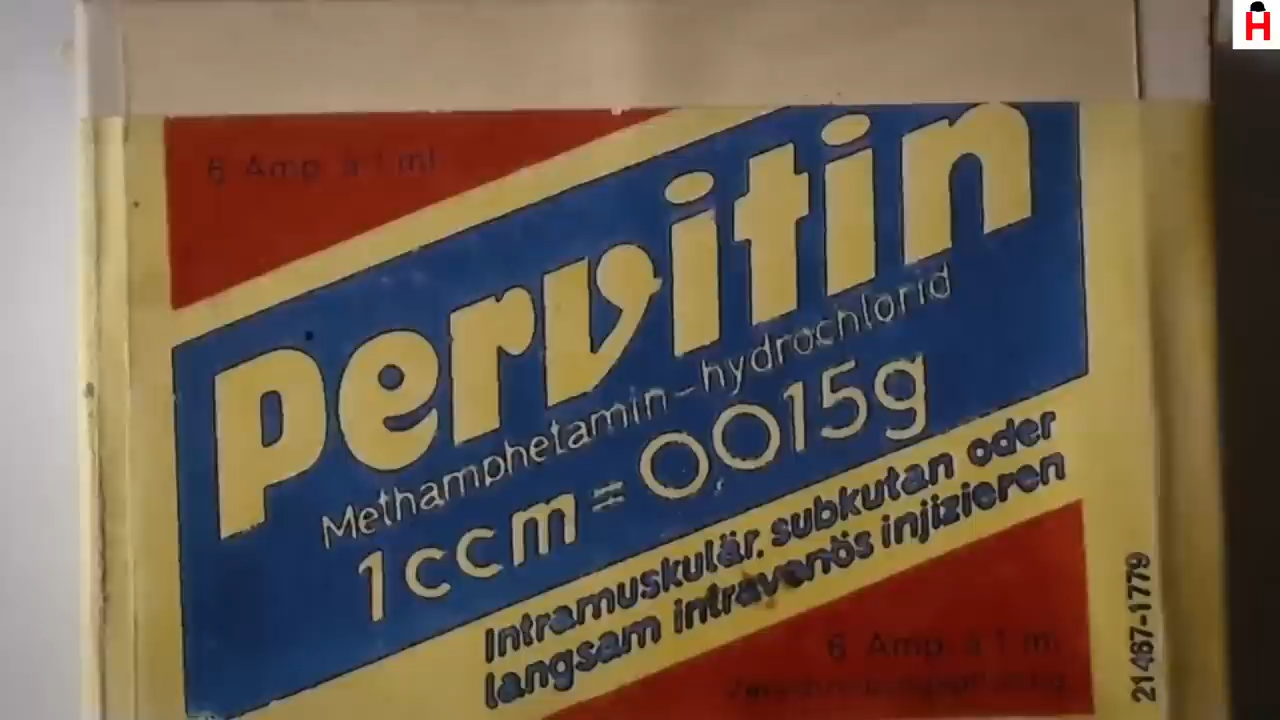 H
6 Amp. à 1 ml
Pervitin
Methamphetamin-hydrochlorid
1ccm = 0,015g
Intramuskulär, subkutan oder
langsam intravenös injizieren
6 Amp. à 1 ml
21467-1779